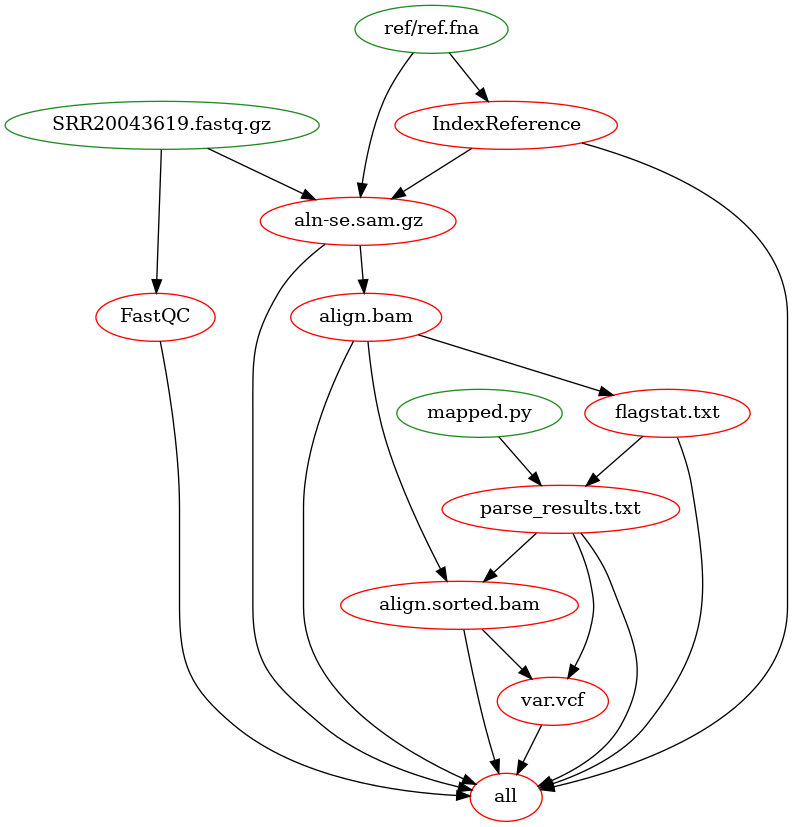 ref/ref.fna
SRR20043619.fastq.gz
IndexReference
aln-se.sam.gz
FastQC
align.bam
mapped.py
flagstat.txt
parse_results.txt
align.sorted.bam
var.vcf
all